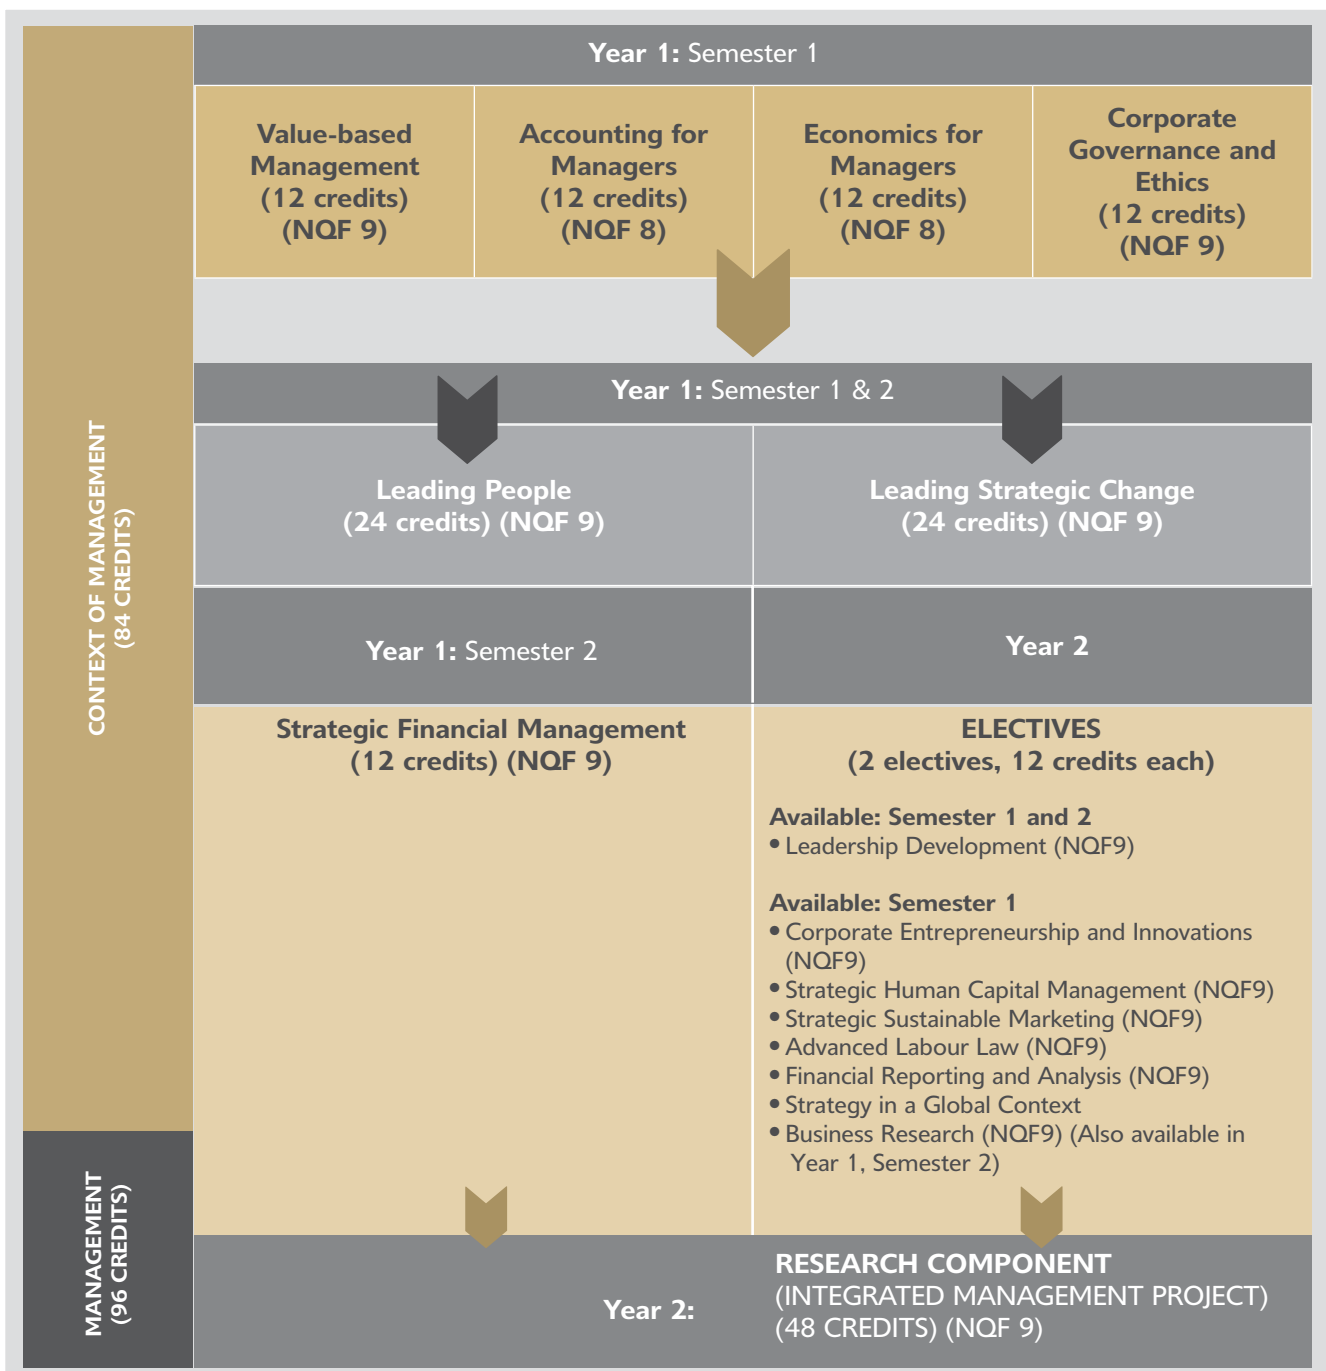 CONTEXT OF MANAGEMENT
(84 CREDITS)
MANAGEMENT
(96 CREDITS)
Year 1: Semester 1
Value-based
Management
(12 credits)
(NQF 9)
Accounting for
Managers
(12 credits)
(NQF 8)
Economics for
Managers
(12 credits)
(NQF 8)
Corporate
Governance and
Ethics
(12 credits)
(NQF 9)
Year 1: Semester 1 & 2
Leading People
(24 credits) (NQF 9)
Leading Strategic Change
(24 credits) (NQF 9)
Year 1: Semester 2
Strategic Financial Management
(12 credits) (NQF 9)
Year 2
ELECTIVES
(2 electives, 12 credits each)
Available: Semester 1 and 2
• Leadership Development (NQF9)
Available: Semester 1
• Corporate Entrepreneurship and Innovations
(NQF9)
• Strategic Human Capital Management (NQF9)
• Strategic Sustainable Marketing (NQF9)
• Advanced Labour Law (NQF9)
• Financial Reporting and Analysis (NQF9)
• Strategy in a Global Context
• Business Research (NQF9) (Also available in
Year 1, Semester 2)
Year 2:
RESEARCH COMPONENT
(INTEGRATED MANAGEMENT PROJECT)
(48 CREDITS) (NQF 9)